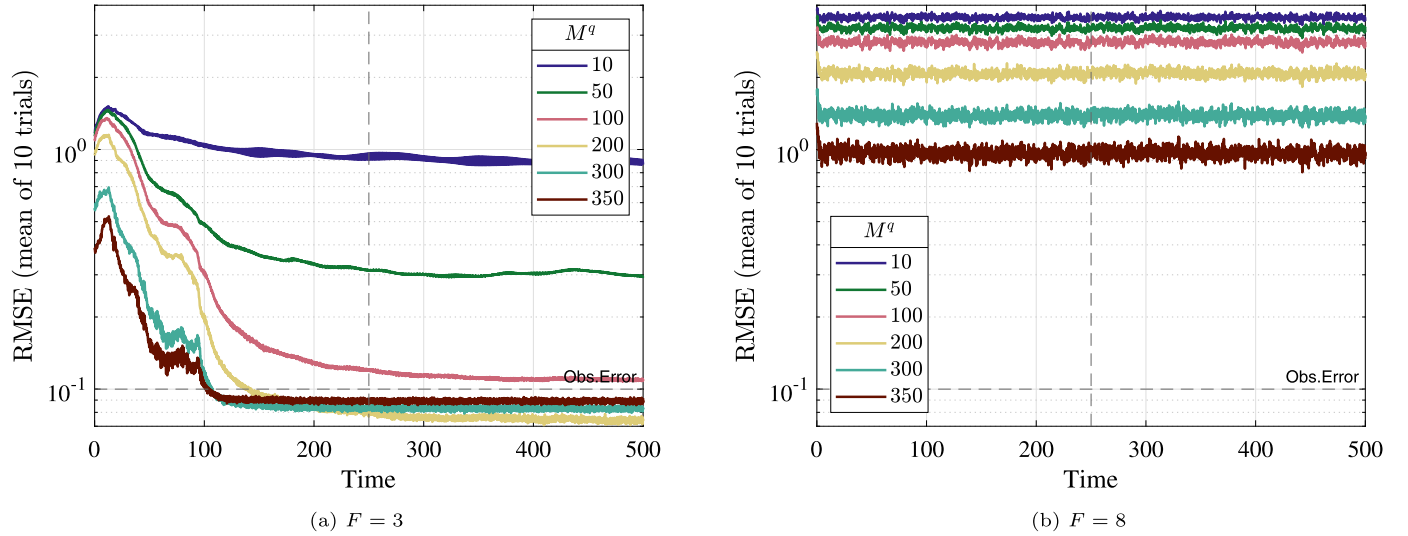 RMSE (mean of 10 trials)
10⁰
10⁻¹
M^q
10
50
100
200
300
350
Obs.Error
0 100 200 300 400 500
Time
(a) F = 3
RMSE (mean of 10 trials)
10⁰
10⁻¹
M^q
10
50
100
200
300
350
Obs.Error
0 100 200 300 400 500
Time
(b) F = 8